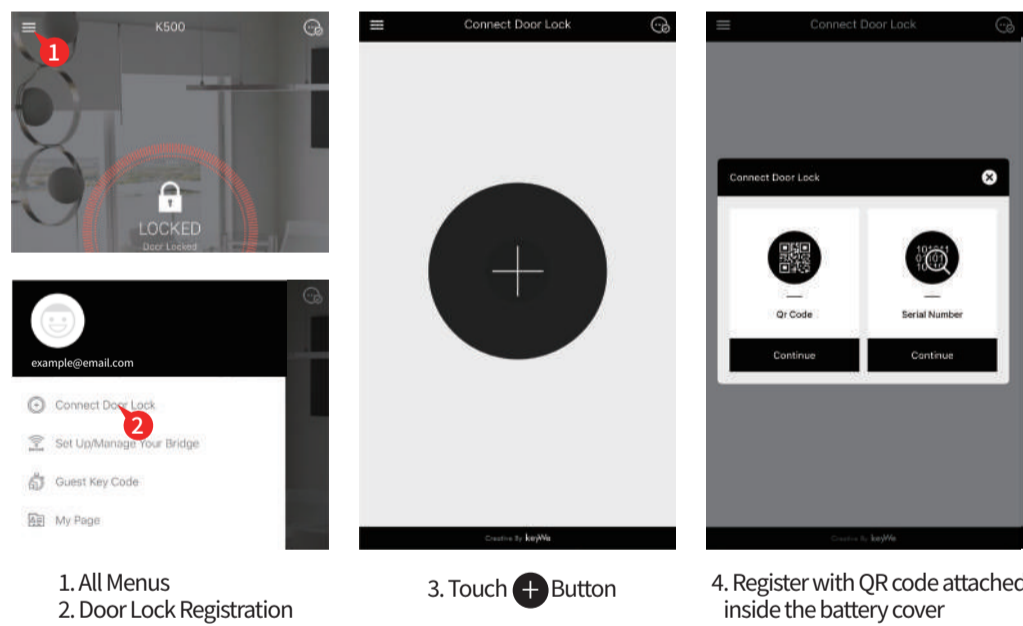 K500
1
LOCKED
Door Locked
example@email.com
Connect Door Lock
2
Set Up/Manage Your Bridge
Guest Key Code
My Page
1. All Menus
2. Door Lock Registration
Connect Door Lock
Creative By keyWe
3. Touch + Button
Connect Door Lock
Connect Door Lock
101011
Qr Code
Serial Number
Continue
Continue
Creative By keyWe
4. Register with QR code attached
inside the battery cover